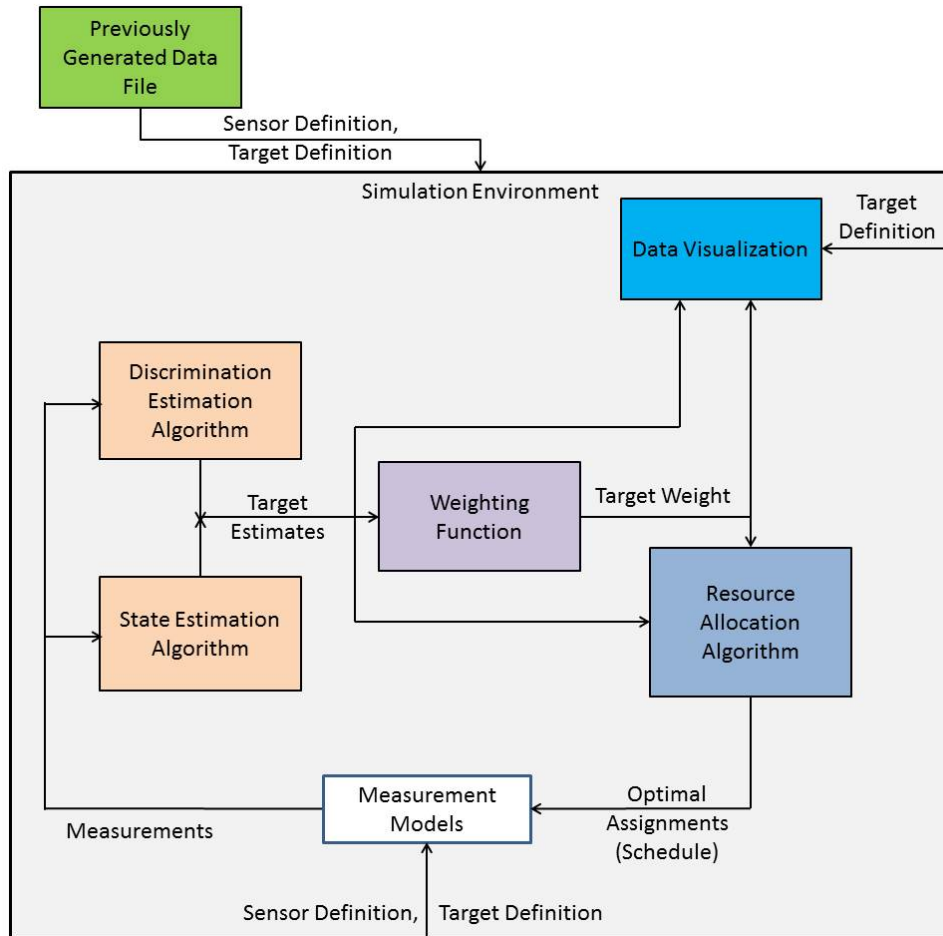 Previously
Generated Data
File
Sensor Definition,
Target Definition
Simulation Environment
Target
Definition
Data Visualization
Discrimination
Estimation
Algorithm
Target
Estimates
Weighting
Function
Target Weight
State Estimation
Algorithm
Resource
Allocation
Algorithm
Measurement
Models
Measurements
Optimal
Assignments
(Schedule)
Sensor Definition,
Target Definition